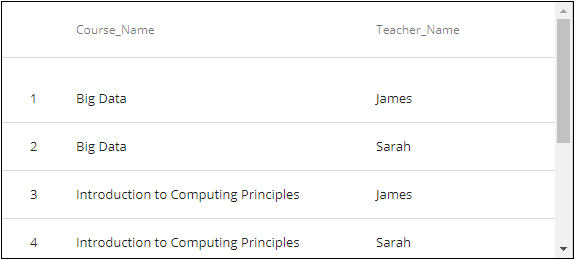 Course_Name Teacher_Name
1 Big Data James
2 Big Data Sarah
3 Introduction to Computing Principles James
4 Introduction to Computing Principles Sarah